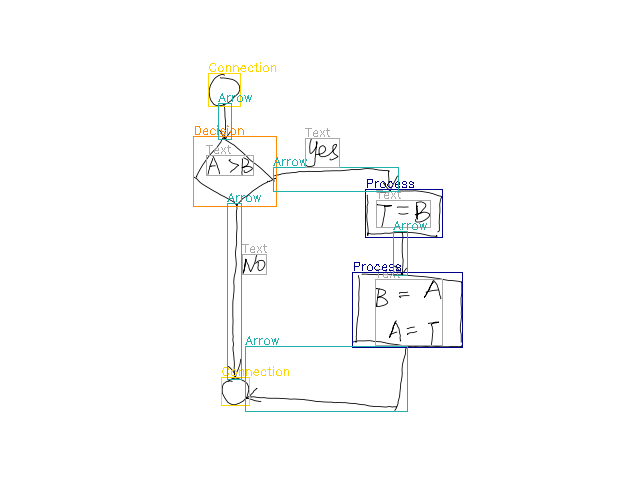 Connection
Arrow
Decision
Text
A > B
Text
Yes
Arrow
Process
Text
T = B
Arrow
Arrow
Text
No
Process
Text
B = A
A = T
Arrow
Connection